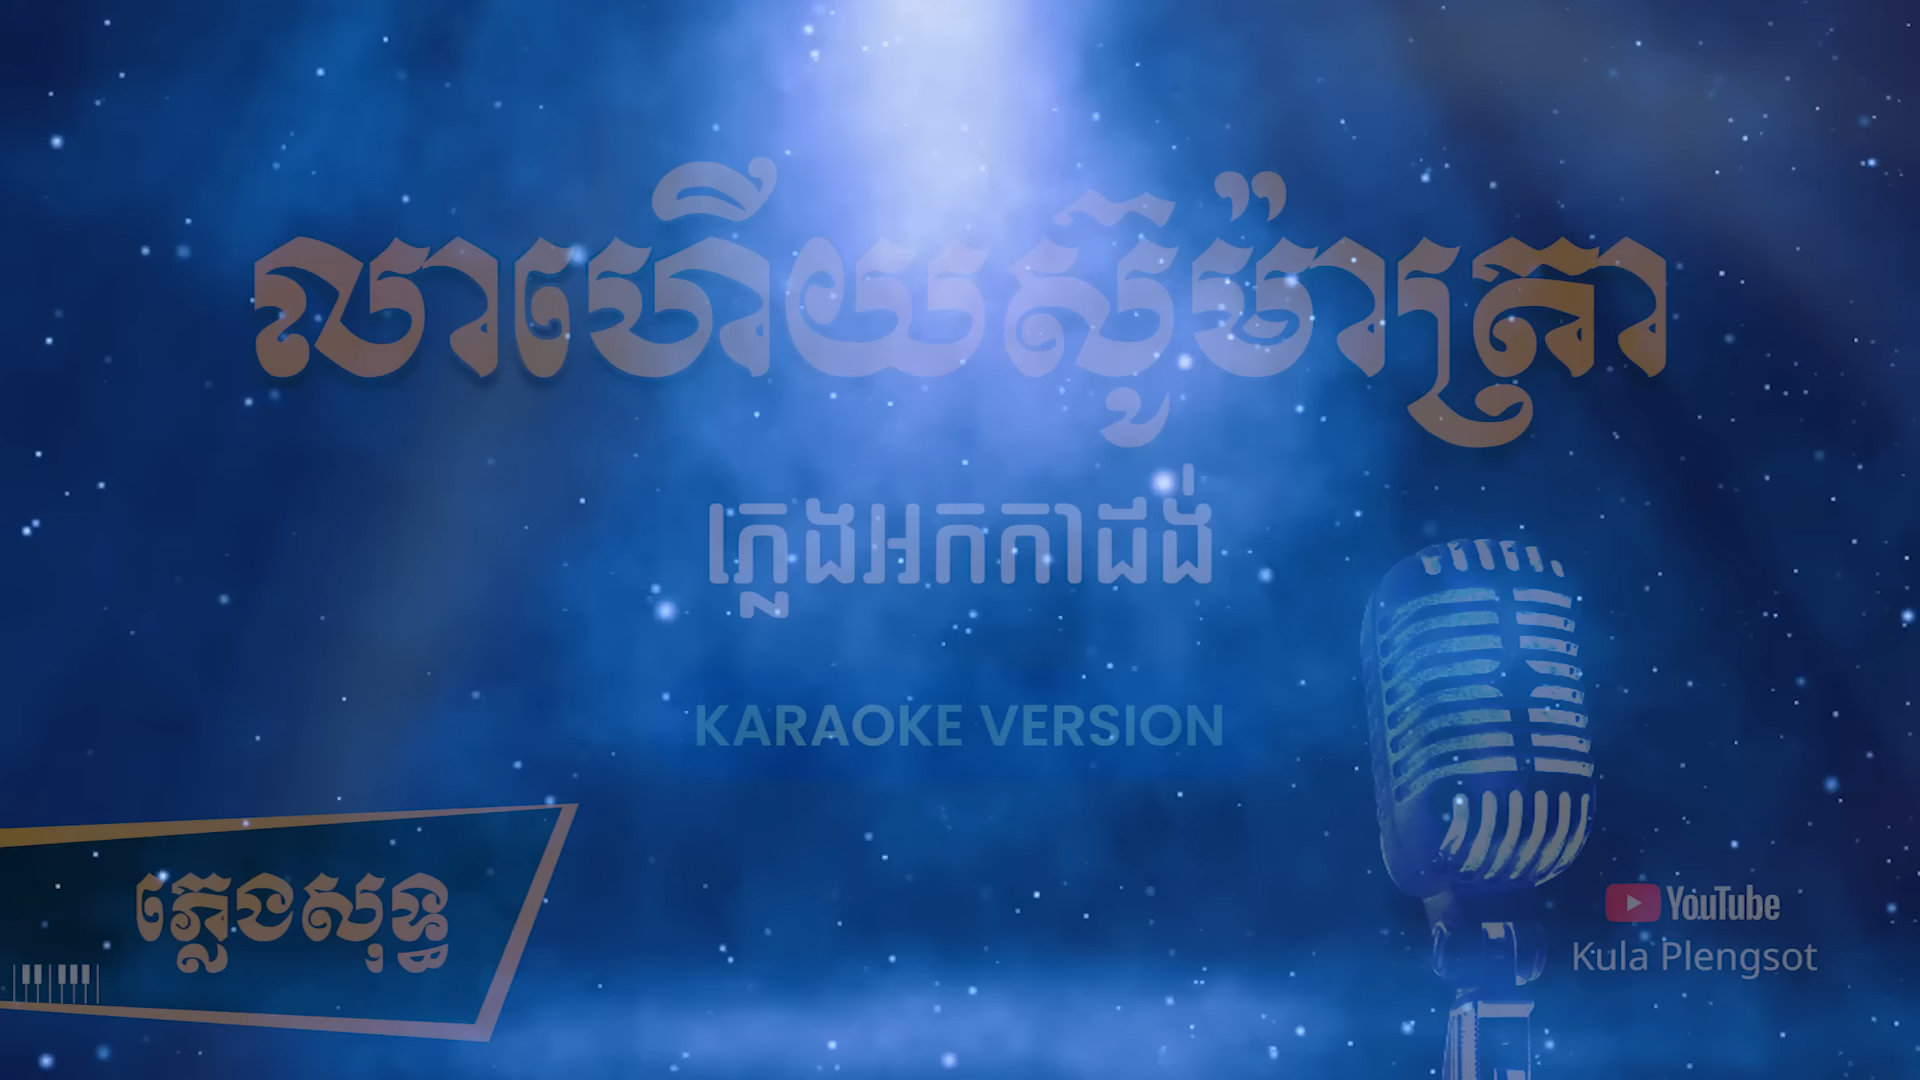 លាហើយស៊ូម៉ាត្រា
ភ្លេងអកកាដង់
KARAOKE VERSION
ភ្លេងសុទ្ធ
YouTube
Kula Plengsot